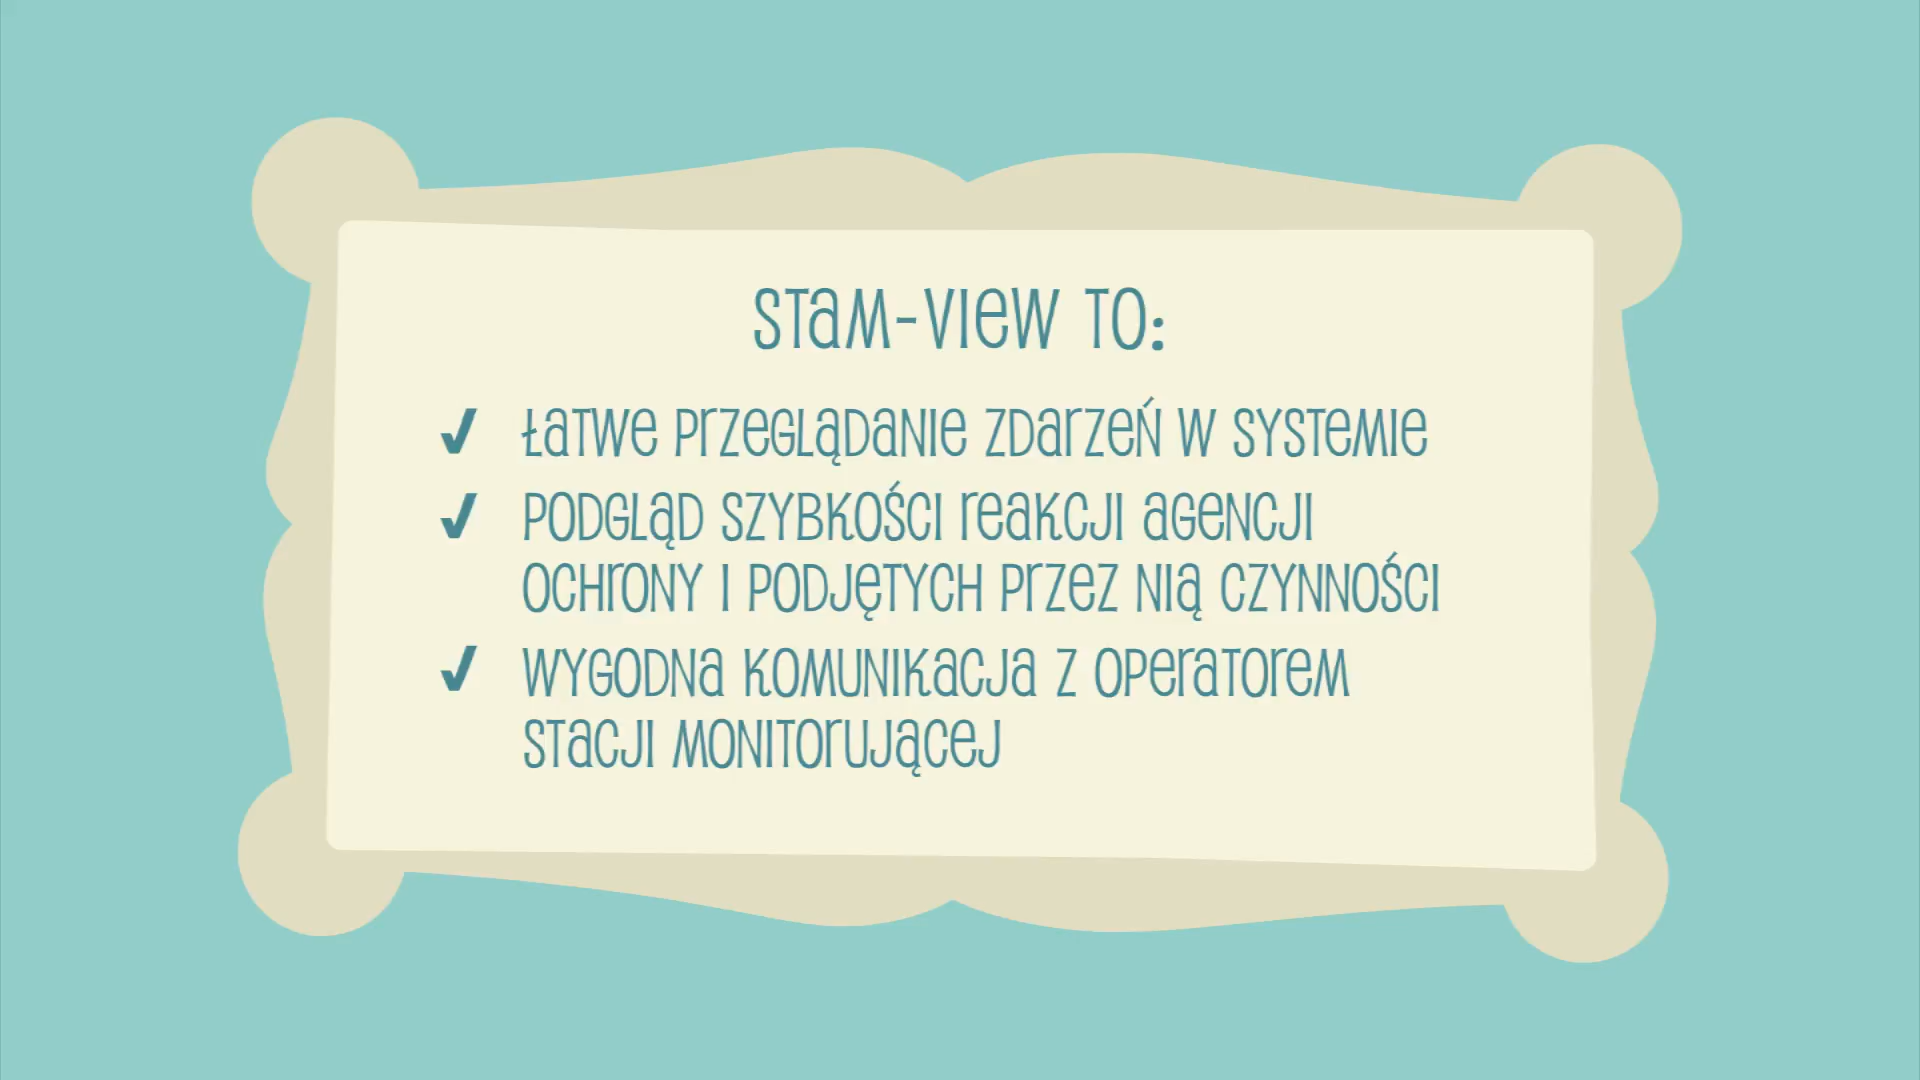 STAM-VIEW TO:
✔ ŁATWE PRZEGLĄDANIE ZDARZEŃ W SYSTEMIE
✔ PODGLĄD SZYBKOŚCI REAKCJI AGENCJI
OCHRONY I PODJĘTYCH PRZEZ NIĄ CZYNNOŚCI
✔ WYGODNA KOMUNIKACJA Z OPERATOREM
STACJI MONITORUJĄCEJ